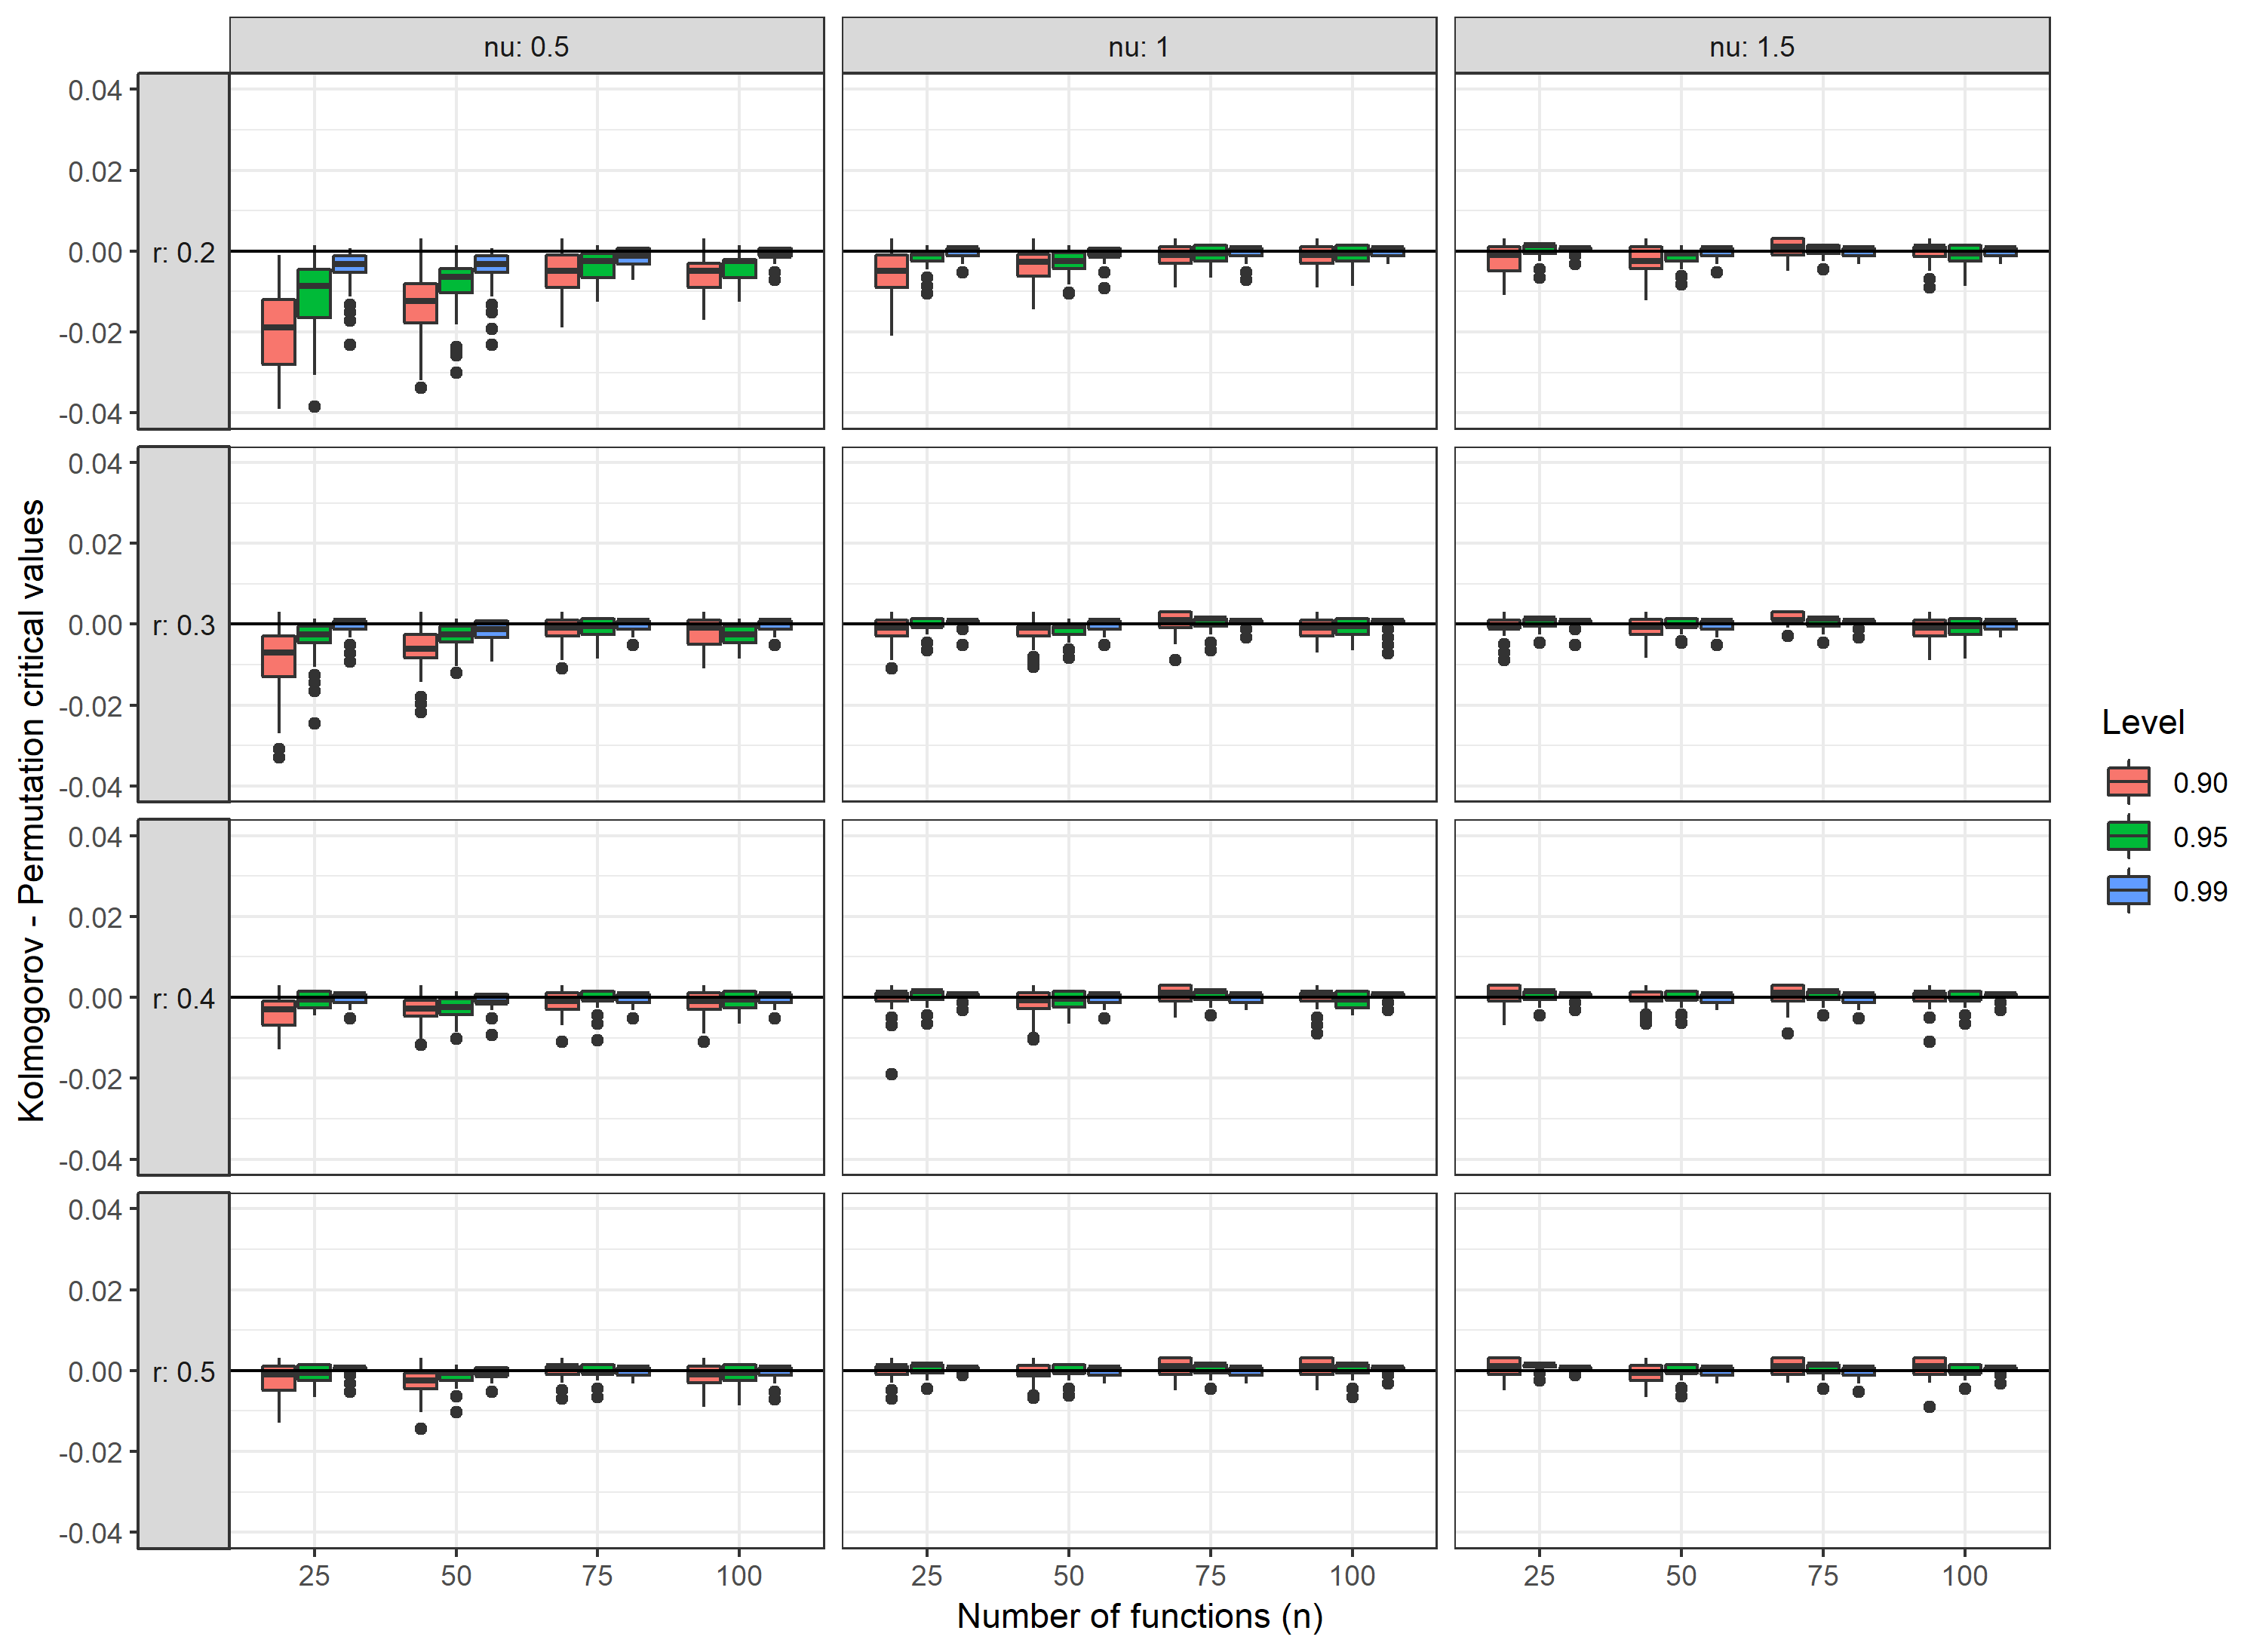 nu: 0.5
nu: 1
nu: 1.5
0.04
0.02
0.00
-0.02
-0.04
r: 0.2
0.04
0.02
0.00
-0.02
-0.04
r: 0.3
0.04
0.02
0.00
-0.02
-0.04
r: 0.4
0.04
0.02
0.00
-0.02
-0.04
r: 0.5
Kolmogorov - Permutation critical values
25 50 75 100
25 50 75 100
25 50 75 100
Number of functions (n)
Level
0.90
0.95
0.99